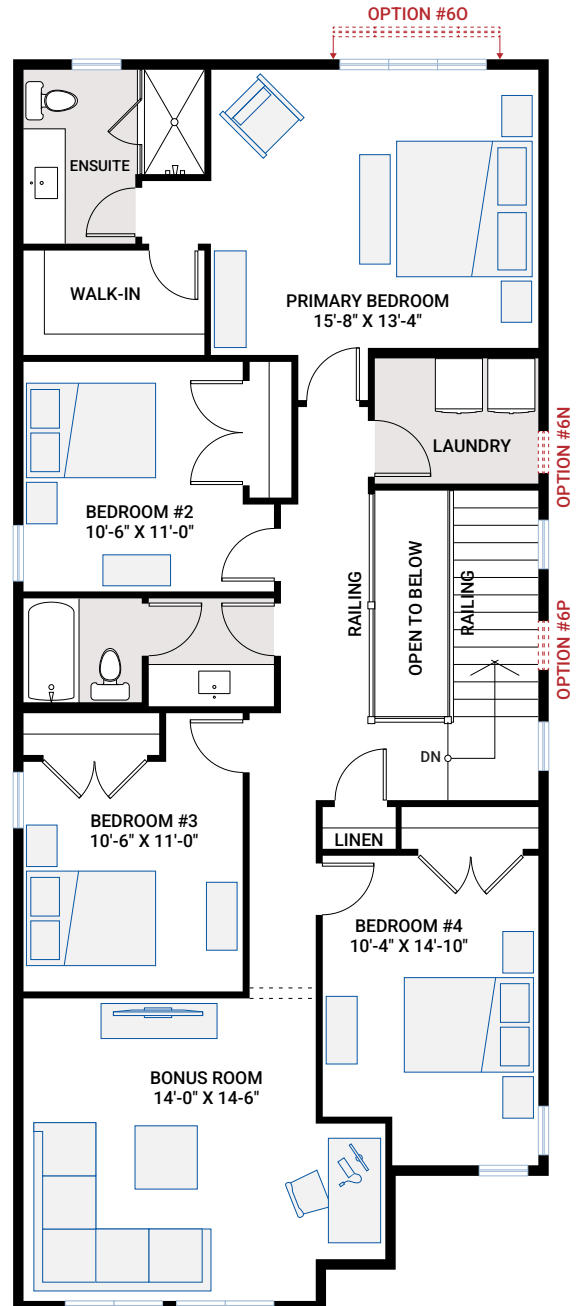 OPTION #6O
ENSUITE
WALK-IN
PRIMARY BEDROOM
15'-8" X 13'-4"
LAUNDRY
OPTION #6N
BEDROOM #2
10'-6" X 11'-0"
RAILING
OPEN TO BELOW
RAILING
OPTION #6P
DN
BEDROOM #3
10'-6" X 11'-0"
LINEN
BEDROOM #4
10'-4" X 14'-10"
BONUS ROOM
14'-0" X 14-6"